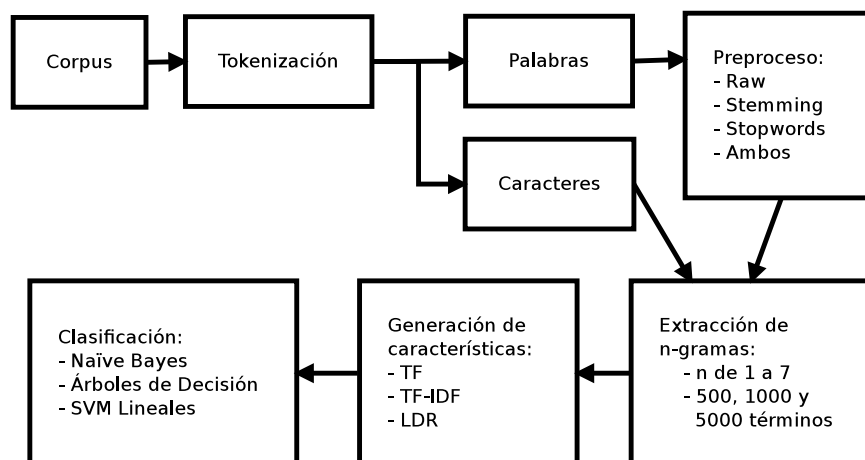 Corpus
Tokenización
Palabras
Preproceso:
- Raw
- Stemming
- Stopwords
- Ambos
Caracteres
Clasificación:
- Naïve Bayes
- Árboles de Decisión
- SVM Lineales
Generación de
características:
- TF
- TF-IDF
- LDR
Extracción de
n-gramas:
- n de 1 a 7
- 500, 1000 y
5000 términos